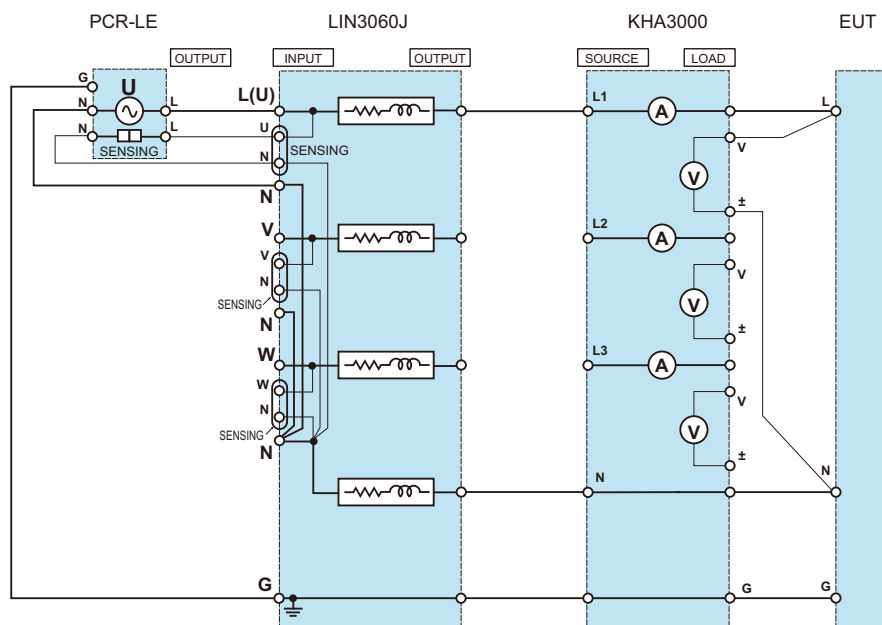 PCR-LE LIN3060J KHA3000 EUT
OUTPUT INPUT OUTPUT SOURCE LOAD
G U
N L L(U) L1 A L
N L U V
SENSING N SENSING V
N ±
V L2 A
V V
N V
SENSING
N ±
W L3 A
W V
N V
SENSING
N ±
N N
G G G